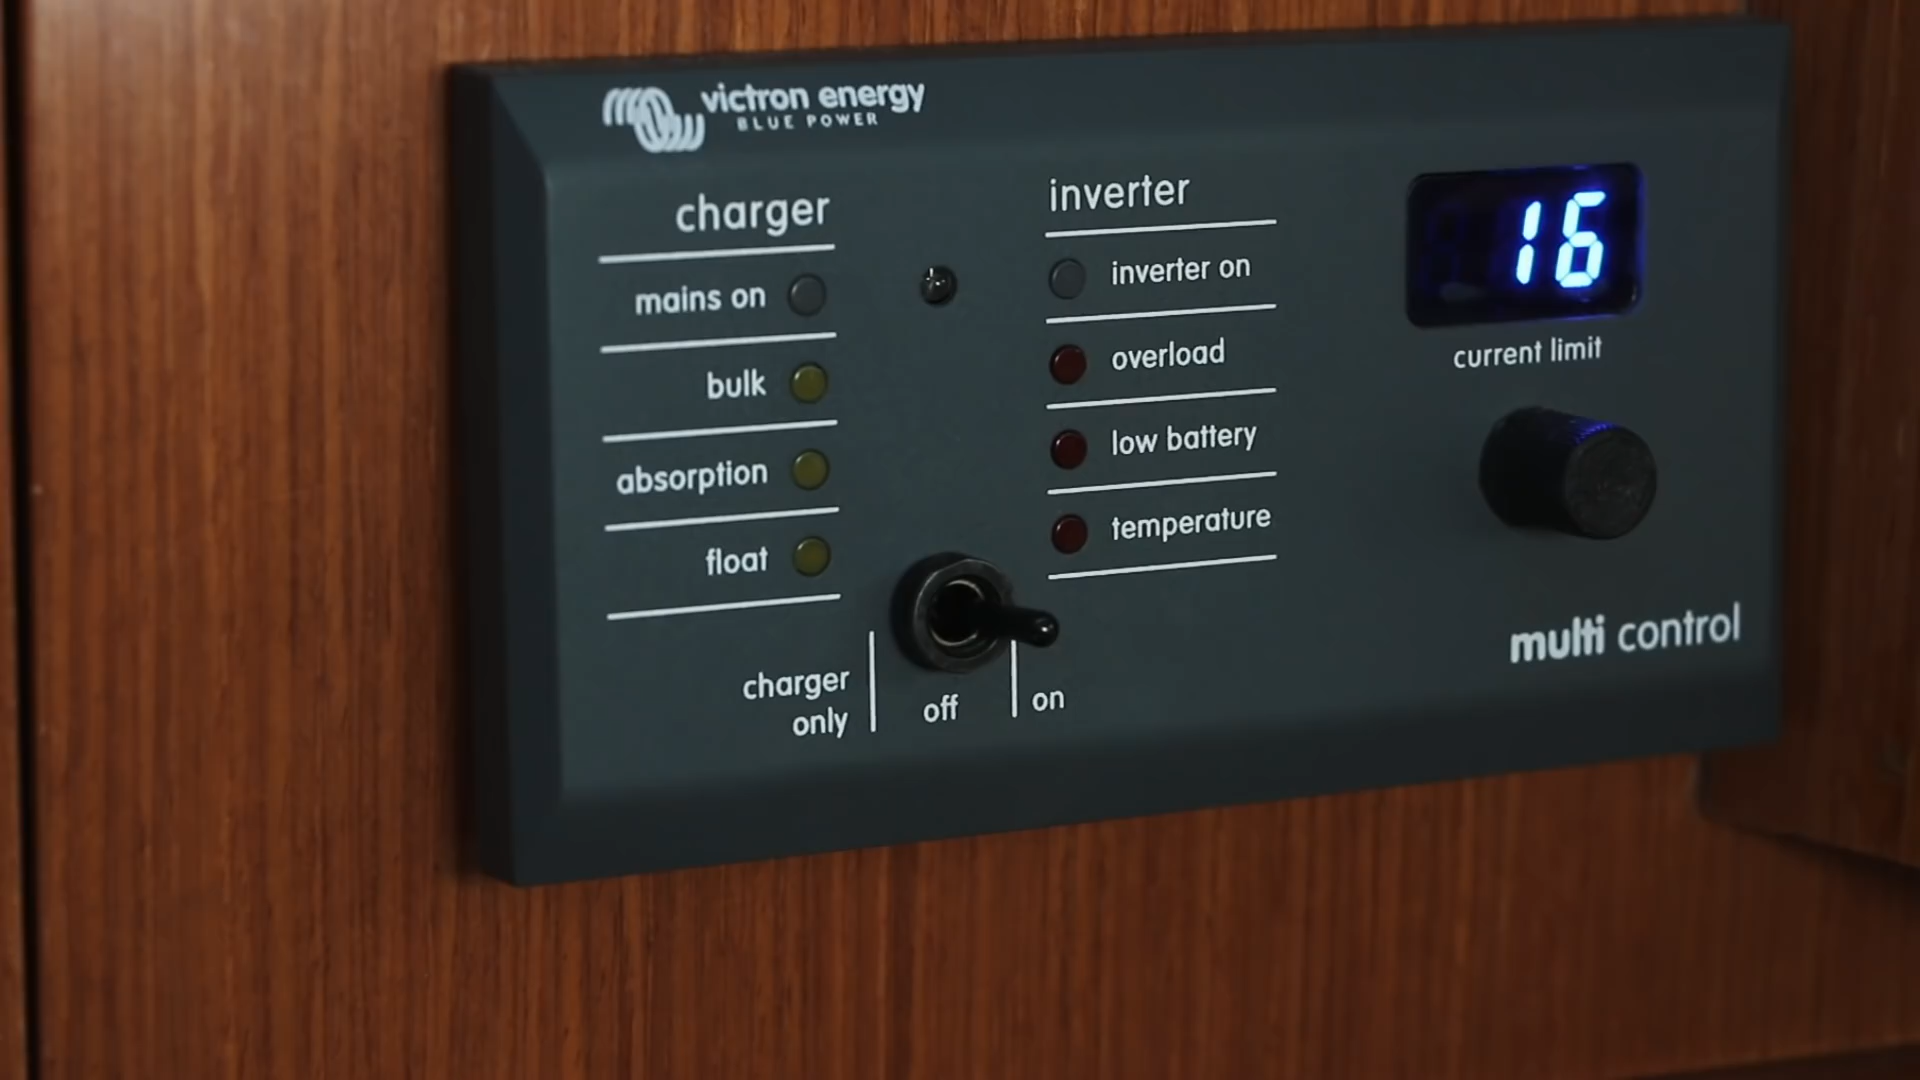 victron energy
BLUE POWER
charger
mains on
bulk
absorption
float
inverter
inverter on
overload
low battery
temperature
16
current limit
charger
only
off
on
multi control